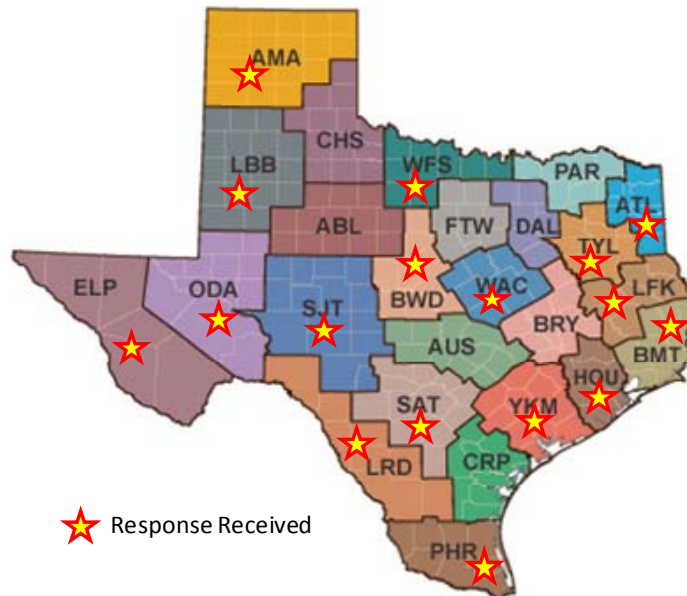 AMA
CHS
LBB
WFS
PAR
ATL
ABL
FTW
DAL
TYL
ELP
ODA
SJT
BWD
WAC
LFK
BRY
BMT
AUS
HOU
SAT
YKM
LRD
CRP
Response Received
PHR